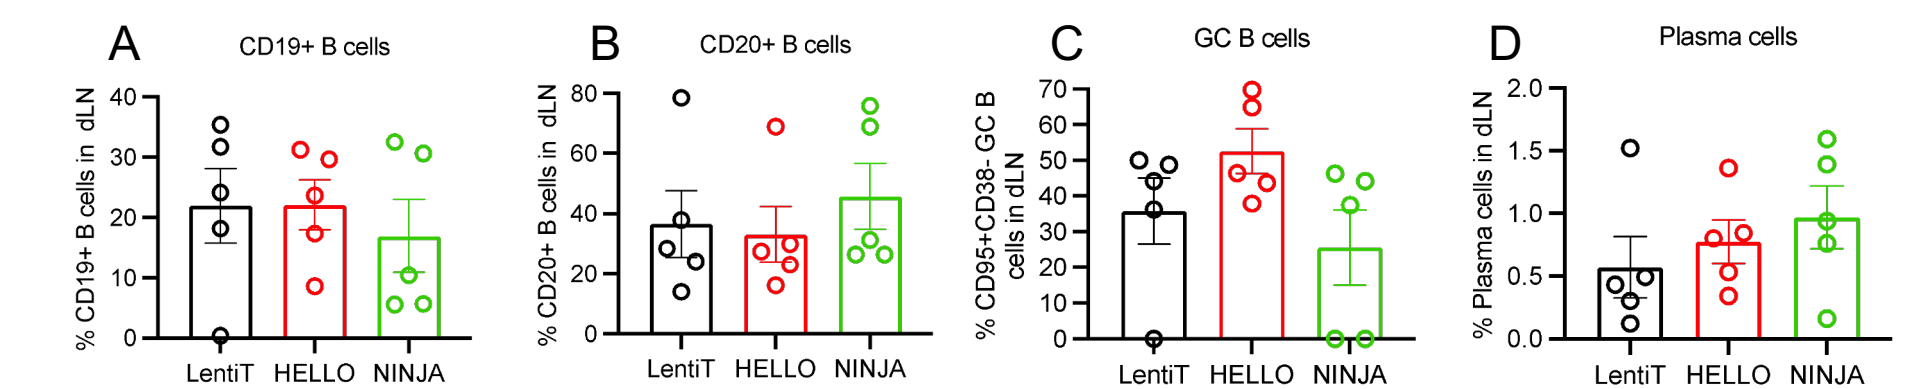 A
CD19+ B cells
% CD19+ B cells in dLN
40
30
20
10
0
LentiT HELLO NINJA
B
CD20+ B cells
% CD20+ B cells in dLN
80
60
40
20
0
LentiT HELLO NINJA
C
GC B cells
% CD95+CD38- GC B
cells in dLN
70
60
50
40
30
20
10
0
LentiT HELLO NINJA
D
Plasma cells
% Plasma cells in dLN
2.0
1.5
1.0
0.5
0.0
LentiT HELLO NINJA